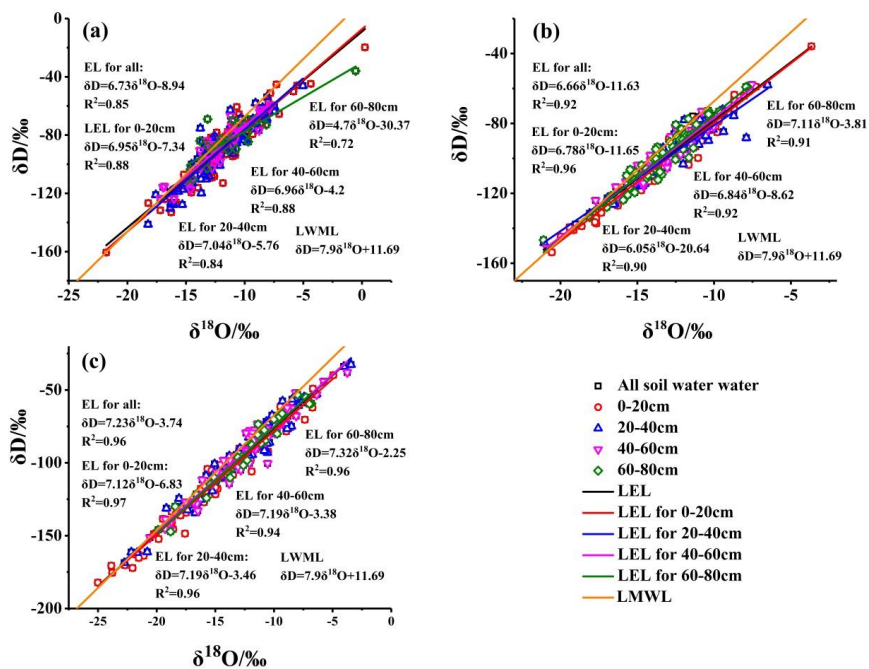 (a)
EL for all:
δD=6.73δ¹⁸O-8.94
R²=0.85
LEL for 0-20cm
δD=6.95δ¹⁸O-7.34
R²=0.88
EL for 60-80cm
δD=4.7δ¹⁸O-30.37
R²=0.72
EL for 40-60cm
δD=6.96δ¹⁸O-4.2
R²=0.88
EL for 20-40cm
δD=7.04δ¹⁸O-5.76
R²=0.84
LWML
δD=7.9δ¹⁸O+11.69
0
-40
-80
-120
-160
δD/‰
-25 -20 -15 -10 -5 0
δ¹⁸O/‰
(b)
EL for all:
δD=6.66δ¹⁸O-11.63
R²=0.92
EL for 0-20cm:
δD=6.78δ¹⁸O-11.65
R²=0.96
EL for 60-80cm
δD=7.11δ¹⁸O-3.81
R²=0.91
EL for 40-60cm
δD=6.84δ¹⁸O-8.62
R²=0.92
EL for 20-40cm
δD=6.05δ¹⁸O-20.64
R²=0.90
LWML
δD=7.9δ¹⁸O+11.69
-40
-80
-120
-160
δD/‰
-20 -15 -10 -5
δ¹⁸O/‰
(c)
EL for all:
δD=7.23δ¹⁸O-3.74
R²=0.96
EL for 0-20cm:
δD=7.12δ¹⁸O-6.83
R²=0.97
EL for 60-80cm
δD=7.32δ¹⁸O-2.25
R²=0.96
EL for 40-60cm
δD=7.19δ¹⁸O-3.38
R²=0.94
EL for 20-40cm:
δD=7.19δ¹⁸O-3.46
R²=0.96
LWML
δD=7.9δ¹⁸O+11.69
-50
-100
-150
-200
δD/‰
-25 -20 -15 -10 -5 0
δ¹⁸O/‰
All soil water water
0-20cm
20-40cm
40-60cm
60-80cm
LEL
LEL for 0-20cm
LEL for 20-40cm
LEL for 40-60cm
LEL for 60-80cm
LMWL